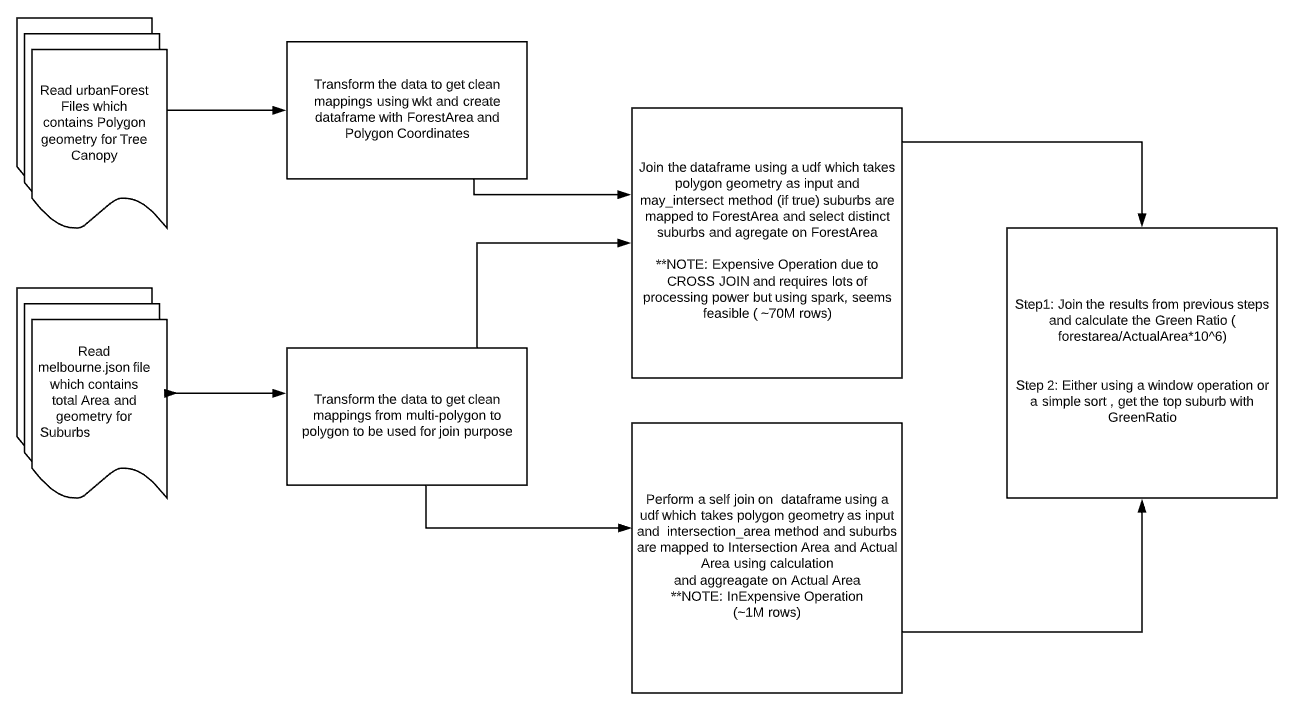 Read urbanForest
Files which
contains Polygon
geometry for Tree
Canopy
Transform the data to get clean
mappings using wkt and create
dataframe with ForestArea and
Polygon Coordinates
Join the dataframe using a udf which takes
polygon geometry as input and
may_intersect method (if true) suburbs are
mapped to ForestArea and select distinct
suburbs and agregate on ForestArea
**NOTE: Expensive Operation due to
CROSS JOIN and requires lots of
processing power but using spark, seems
feasible ( ~70M rows)
Read
melbourne.json file
which contains
total Area and
geometry for
Suburbs
Transform the data to get clean
mappings from multi-polygon to
polygon to be used for join purpose
Perform a self join on dataframe using a
udf which takes polygon geometry as input
and intersection_area method and suburbs
are mapped to Intersection Area and Actual
Area using calculation
and aggreagate on Actual Area
**NOTE: InExpensive Operation
(~1M rows)
Step1: Join the results from previous steps
and calculate the Green Ratio (
forestarea/ActualArea*10^6)
Step 2: Either using a window operation or
a simple sort , get the top suburb with
GreenRatio